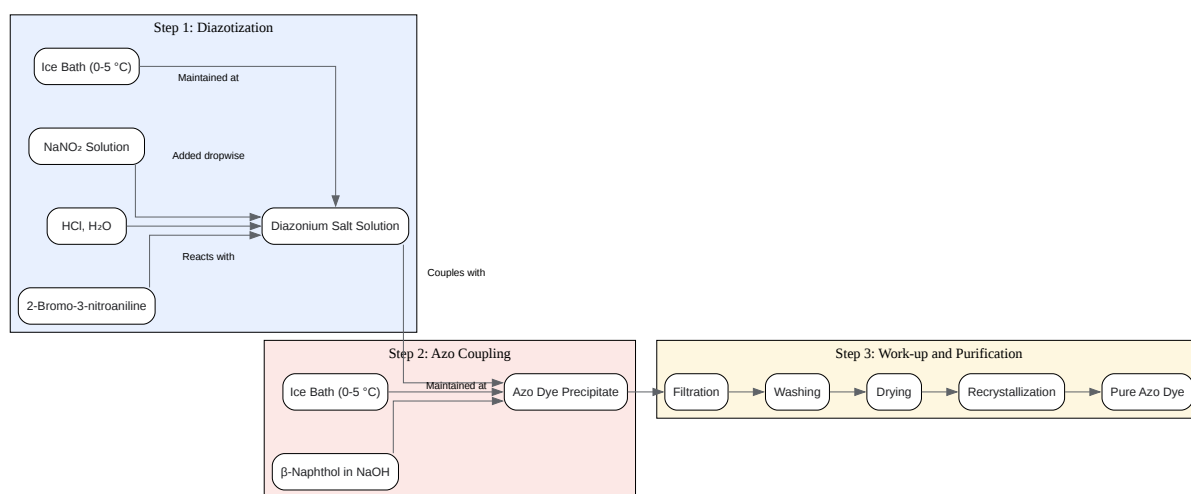 Step 1: Diazotization
Ice Bath (0-5 °C)
Maintained at
NaNO₂ Solution
Added dropwise
HCl, H₂O
Diazonium Salt Solution
Reacts with
2-Bromo-3-nitroaniline
Couples with
Step 2: Azo Coupling
Ice Bath (0-5 °C)
Maintained at
Azo Dye Precipitate
β-Naphthol in NaOH
Step 3: Work-up and Purification
Filtration
Washing
Drying
Recrystallization
Pure Azo Dye